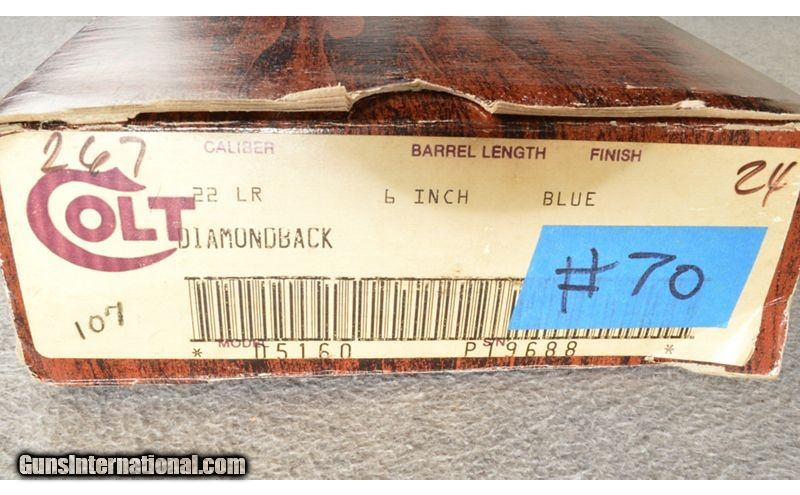 267
CALIBER BARREL LENGTH FINISH
24
COLT
22 LR 6 INCH BLUE
DIAMONDBACK
#70
107
MODEL S/N
* D5160 P 9688 *
GunsInternational.com